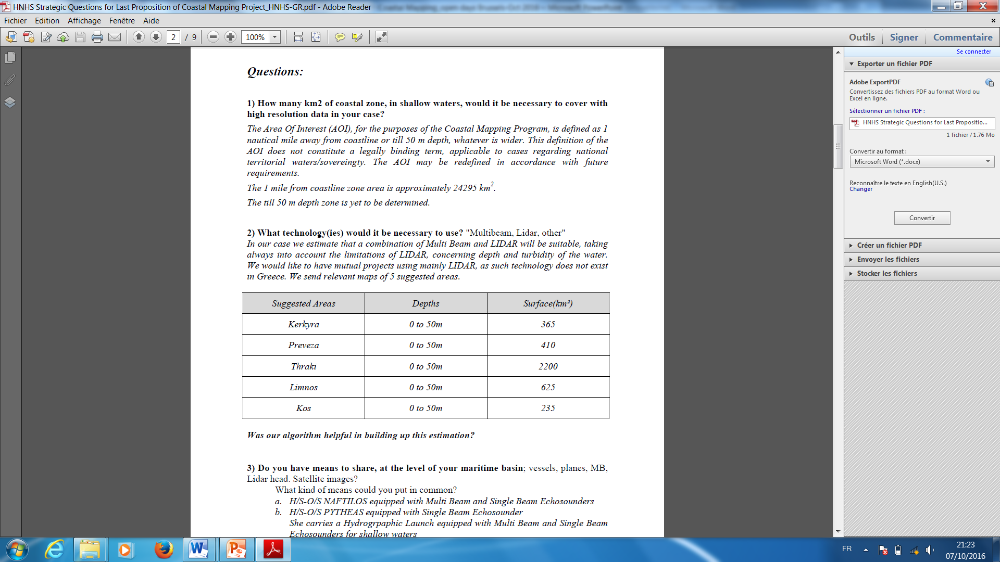 HNHS Strategic Questions for Last Proposition of Coastal Mapping Project_HNHS-GR.pdf - Adobe Reader
Fichier Edition Affichage Fenêtre Aide
2 / 9 100% Outils Signer Commentaire
Se connecter
Exporter un fichier PDF
Adobe ExportPDF
Convertissez des fichiers PDF au format Word ou
Excel en ligne.
Sélectionner un fichier PDF :
HNHS Strategic Questions for Last Propositio...
1 fichier / 1.76 Mo
Convertir au format :
Microsoft Word (*.docx)
Reconnaître le texte en English(U.S.)
Changer
Convertir
Créer un fichier PDF
Envoyer les fichiers
Stocker les fichiers
Questions:
1) How many km2 of coastal zone, in shallow waters, would it be necessary to cover with
high resolution data in your case?
The Area Of Interest (AOI), for the purposes of the Coastal Mapping Program, is defined as 1
nautical mile away from coastline or till 50 m depth, whatever is wider. This definition of the
AOI does not constitute a legally binding term, applicable to cases regarding national
territorial waters/sovereingty. The AOI may be redefined in accordance with future
requirements.
The 1 mile from coastline zone area is approximately 24295 km2.
The till 50 m depth zone is yet to be determined.
2) What technology(ies) would it be necessary to use? "Multibeam, Lidar, other"
In our case we estimate that a combination of Multi Beam and LIDAR will be suitable, taking
always into account the limitations of LIDAR, concerning depth and turbidity of the water.
We would like to have mutual projects using mainly LIDAR, as such technology does not exist
in Greece. We send relevant maps of 5 suggested areas.
Suggested Areas Depths Surface(km²)
Kerkyra 0 to 50m 365
Preveza 0 to 50m 410
Thraki 0 to 50m 2200
Limnos 0 to 50m 625
Kos 0 to 50m 235
Was our algorithm helpful in building up this estimation?
3) Do you have means to share, at the level of your maritime basin; vessels, planes, MB,
Lidar head. Satellite images?
What kind of means could you put in common?
a. H/S-O/S NAFTILOS equipped with Multi Beam and Single Beam Echosounders
b. H/S-O/S PYTHEAS equipped with Single Beam Echosounder
She carries a Hydrogrpaphic Launch equipped with Multi Beam and Single Beam
Echosounders for shallow waters
FR
21:23
07/10/2016